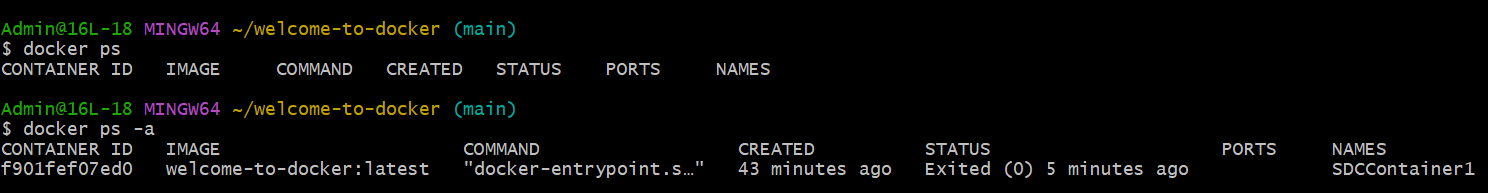 Admin@16L-18 MINGW64 ~/welcome-to-docker (main)
$ docker ps
CONTAINER ID   IMAGE     COMMAND   CREATED   STATUS    PORTS     NAMES
Admin@16L-18 MINGW64 ~/welcome-to-docker (main)
$ docker ps -a
CONTAINER ID   IMAGE                      COMMAND                  CREATED          STATUS                     PORTS     NAMES
f901fef07ed0   welcome-to-docker:latest   "docker-entrypoint.s…"   43 minutes ago   Exited (0) 5 minutes ago             SDCContainer1